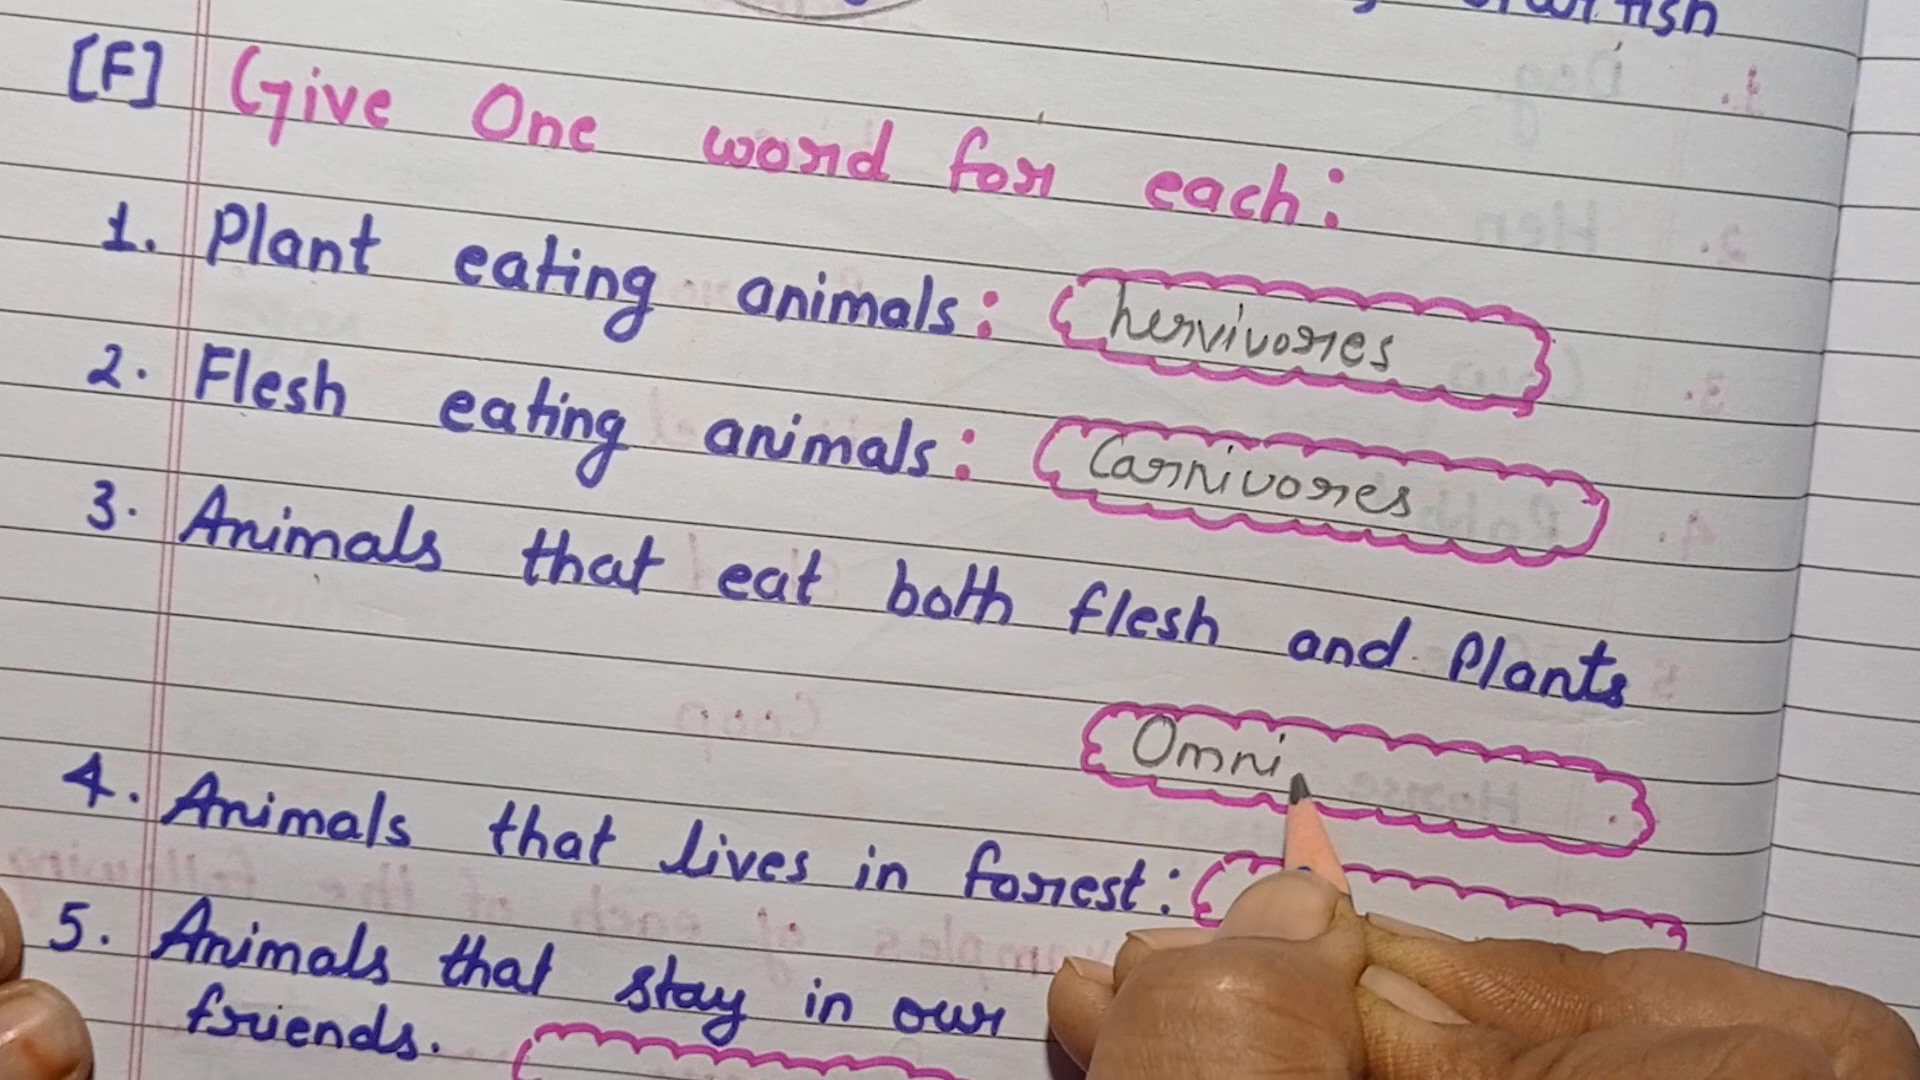 fish
[F] Give One word for each:
1. Plant eating animals: hervivores
2. Flesh eating animals: Carnivores
3. Animals that eat both flesh and Plants
Omni
4. Animals that lives in forest:
5. Animals that stay in our
friends.